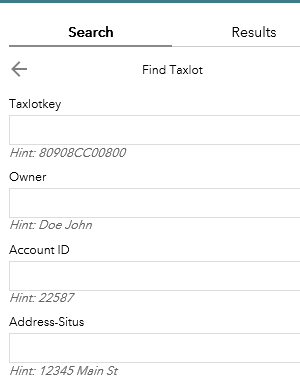 Search Results
Find Taxlot
Taxlotkey
Hint: 80908CC00800
Owner
Hint: Doe John
Account ID
Hint: 22587
Address-Situs
Hint: 12345 Main St